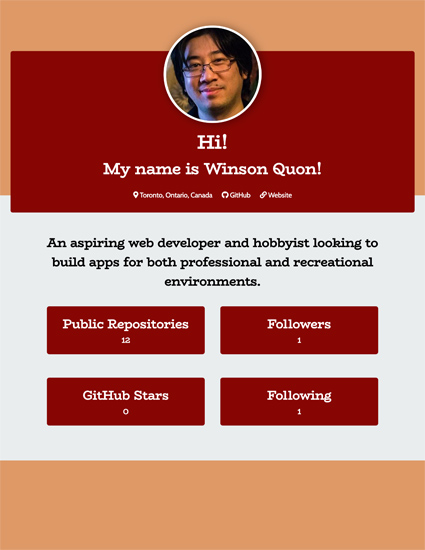 Hi!
My name is Winson Quon!
Toronto, Ontario, Canada GitHub Website
An aspiring web developer and hobbyist looking to
build apps for both professional and recreational
environments.
Public Repositories
12
Followers
1
GitHub Stars
0
Following
1